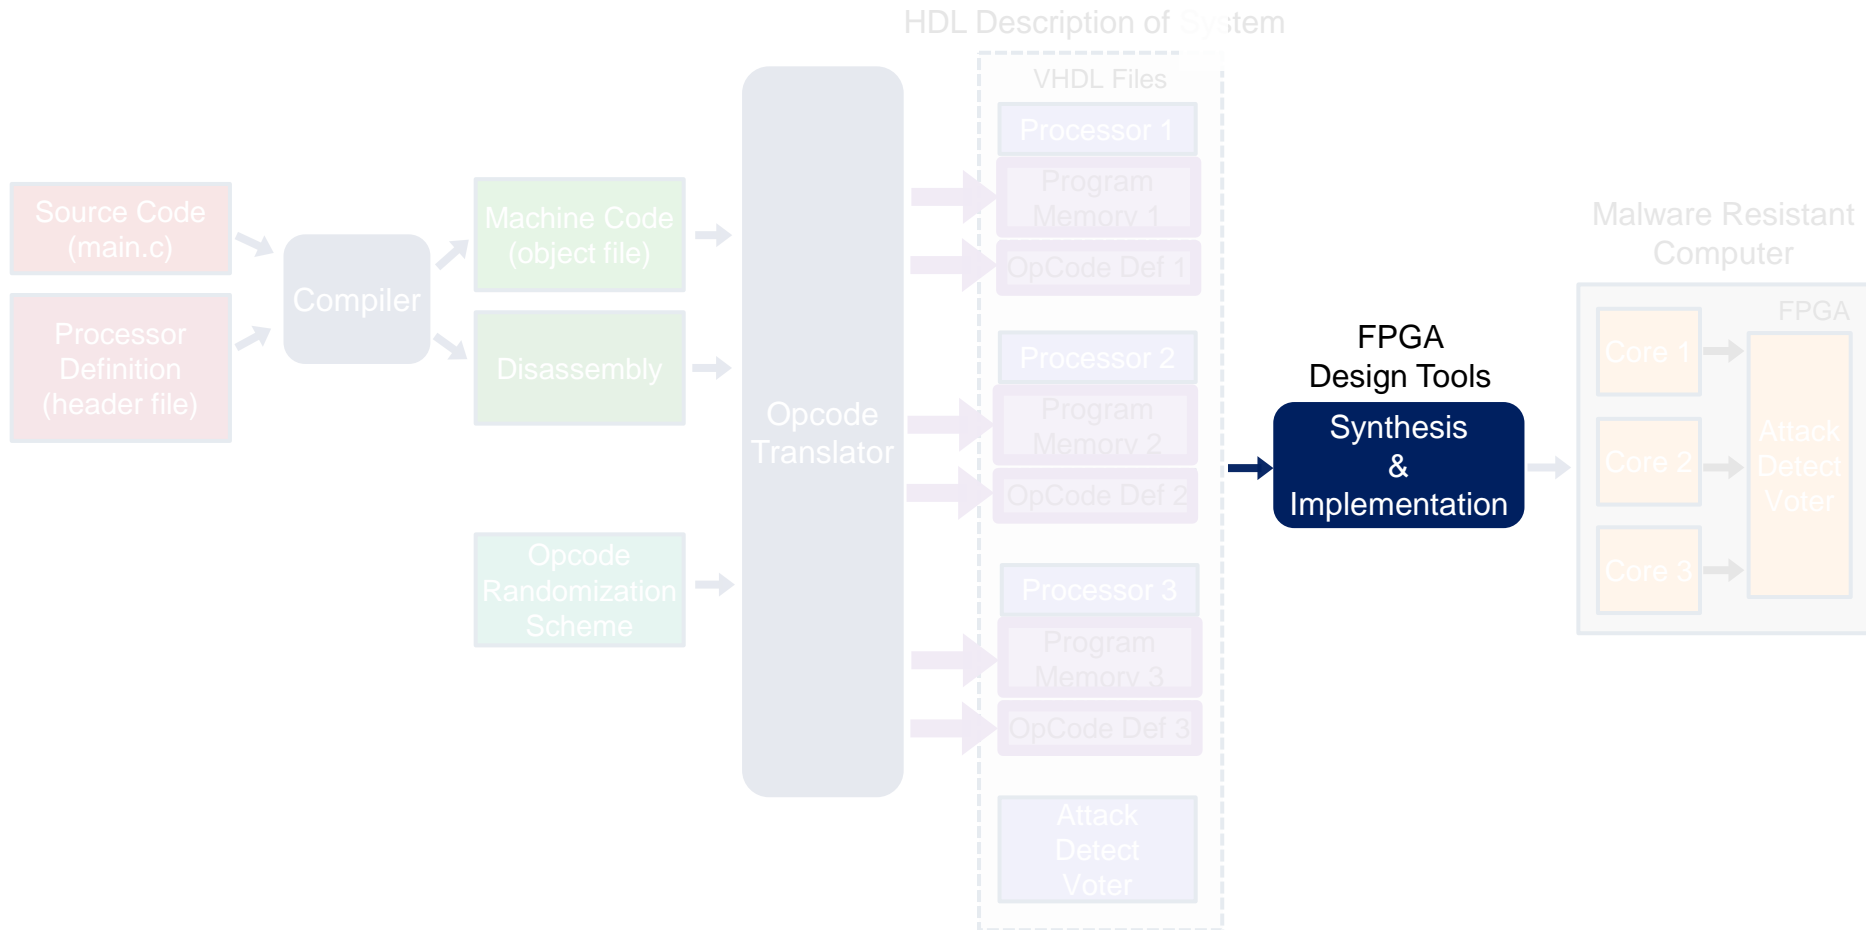 HDL Description of System
VHDL Files
Processor 1
Program
Memory 1
OpCode Def 1
Processor 2
Program
Memory 2
OpCode Def 2
Processor 3
Program
Memory 3
OpCode Def 3
Attack
Detect
Voter
Source Code
(main.c)
Processor
Definition
(header file)
Compiler
Machine Code
(object file)
Disassembly
Opcode
Randomization
Scheme
Opcode
Translator
FPGA
Design Tools
Synthesis
&
Implementation
Malware Resistant
Computer
FPGA
Core 1
Core 2
Core 3
Attack
Detect
Voter